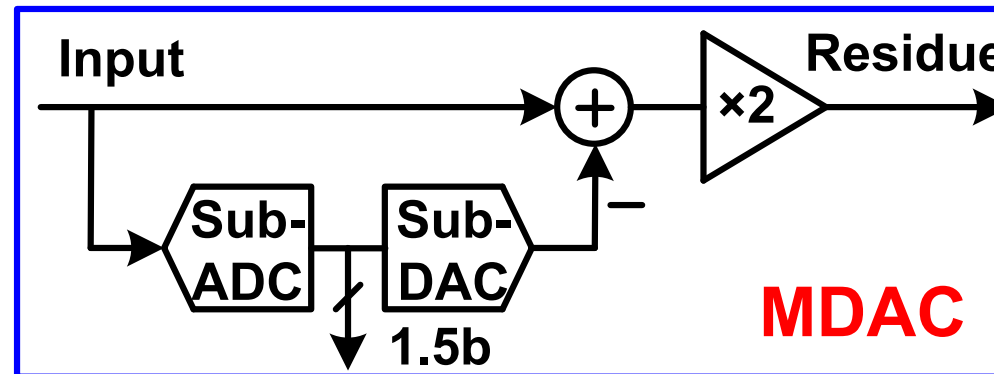 Input
Residue
+
×2
−
Sub-
ADC
Sub-
DAC
1.5b
MDAC